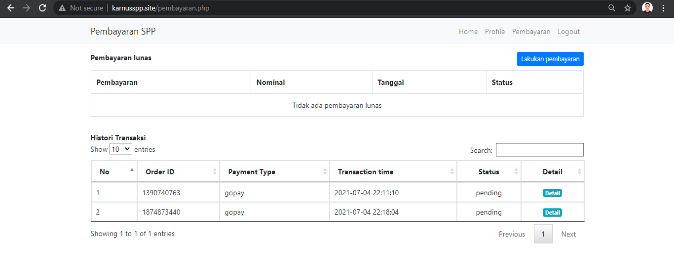 Not secure | karnusspp.site/pembayaran.php
Pembayaran SPP Home Profile Pembayaran Logout
Pembayaran lunas Lakukan pembayaran
Pembayaran Nominal Tanggal Status
Tidak ada pembayaran lunas
Histori Transaksi
Show 10 entries Search:
No Order ID Payment Type Transaction time Status Detail
1 1390740763 gopay 2021-07-04 22:11:10 pending Detail
2 1874873440 gopay 2021-07-04 22:18:04 pending Detail
Showing 1 to 1 of 1 entries Previous 1 Next